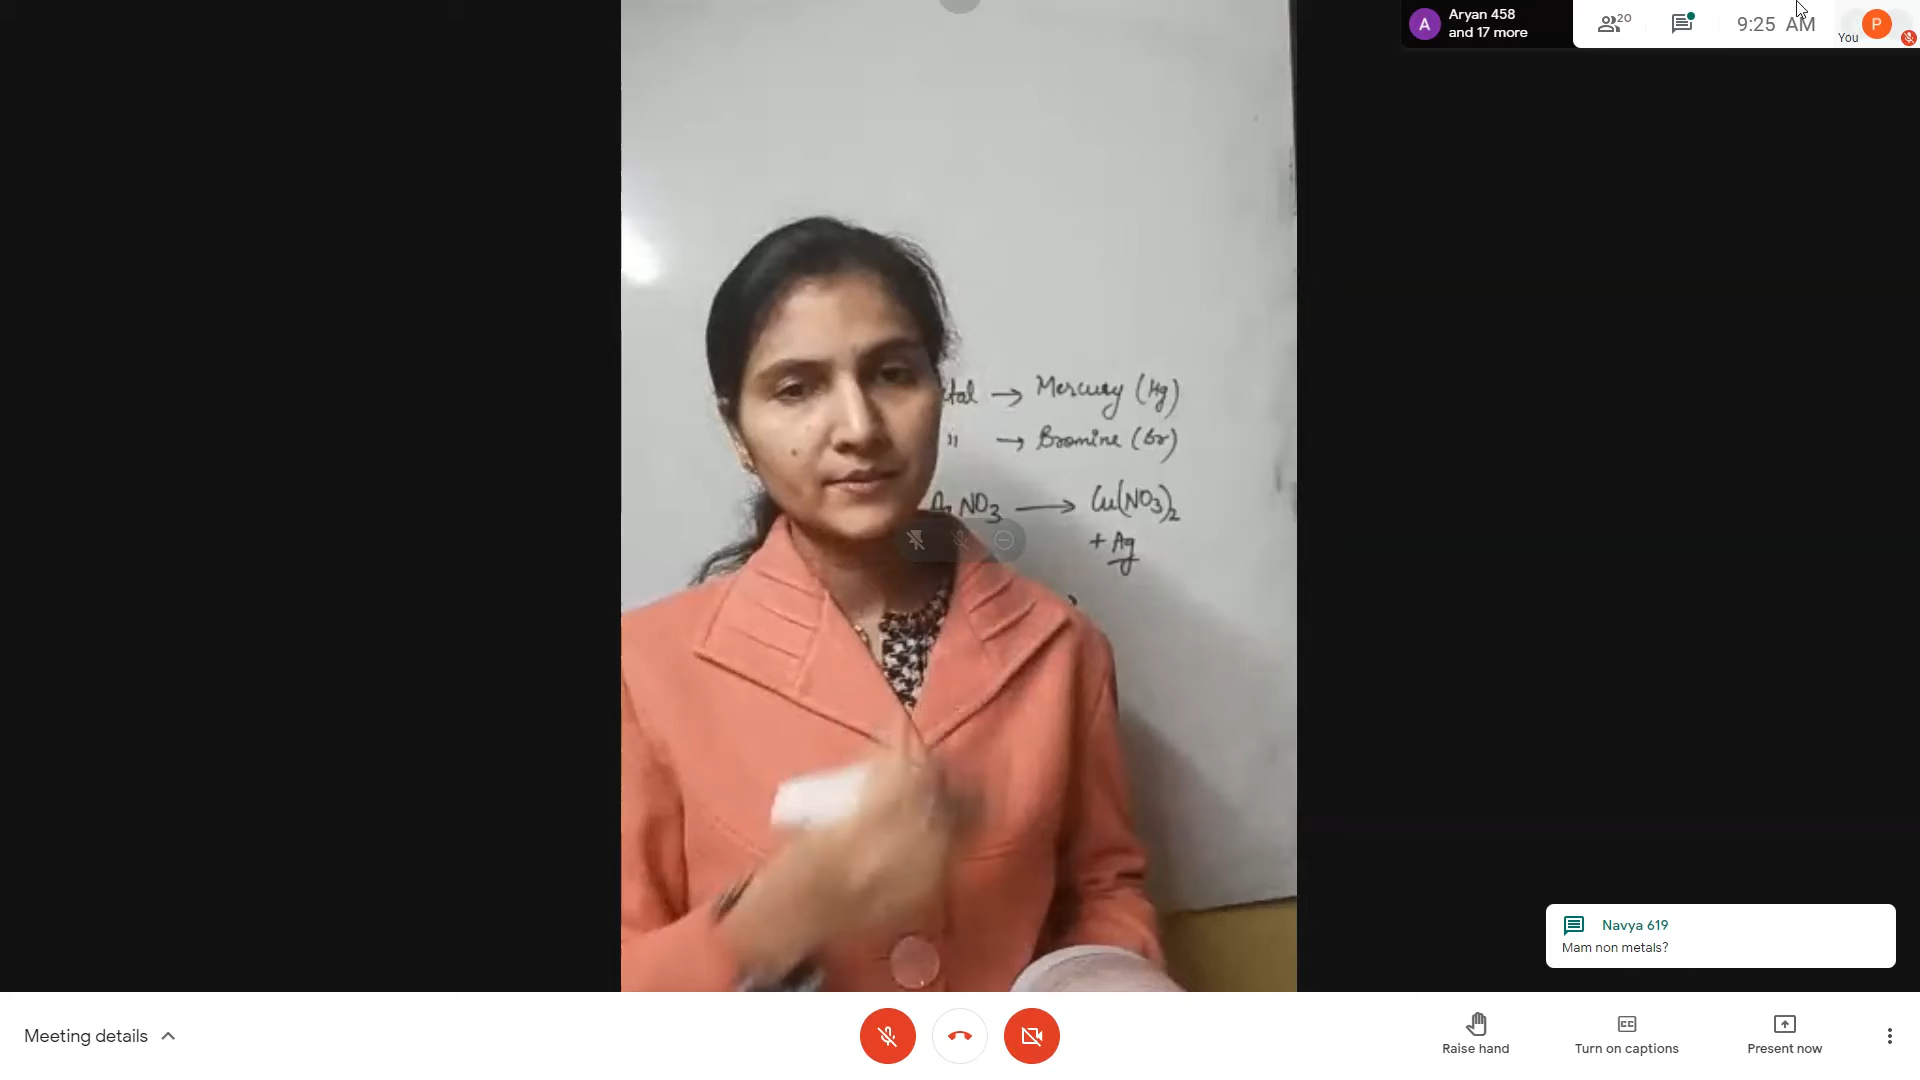 Aryan 458
and 17 more
20
9:25 AM
You
A
P
→ Mercury (Hg)
" → Bromine (Br)
NO3 → Cu(NO3)2
+ Ag
Navya 619
Mam non metals?
Meeting details
Raise hand
Turn on captions
Present now